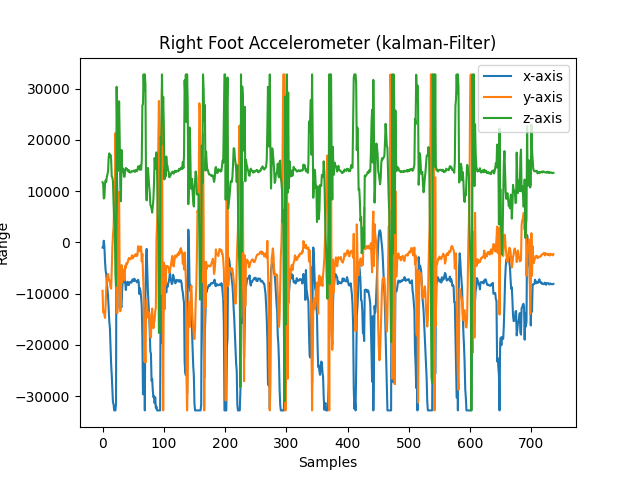 Right Foot Accelerometer (kalman-Filter)
x-axis
y-axis
z-axis
30000
20000
10000
0
−10000
−20000
−30000
Range
0 100 200 300 400 500 600 700
Samples